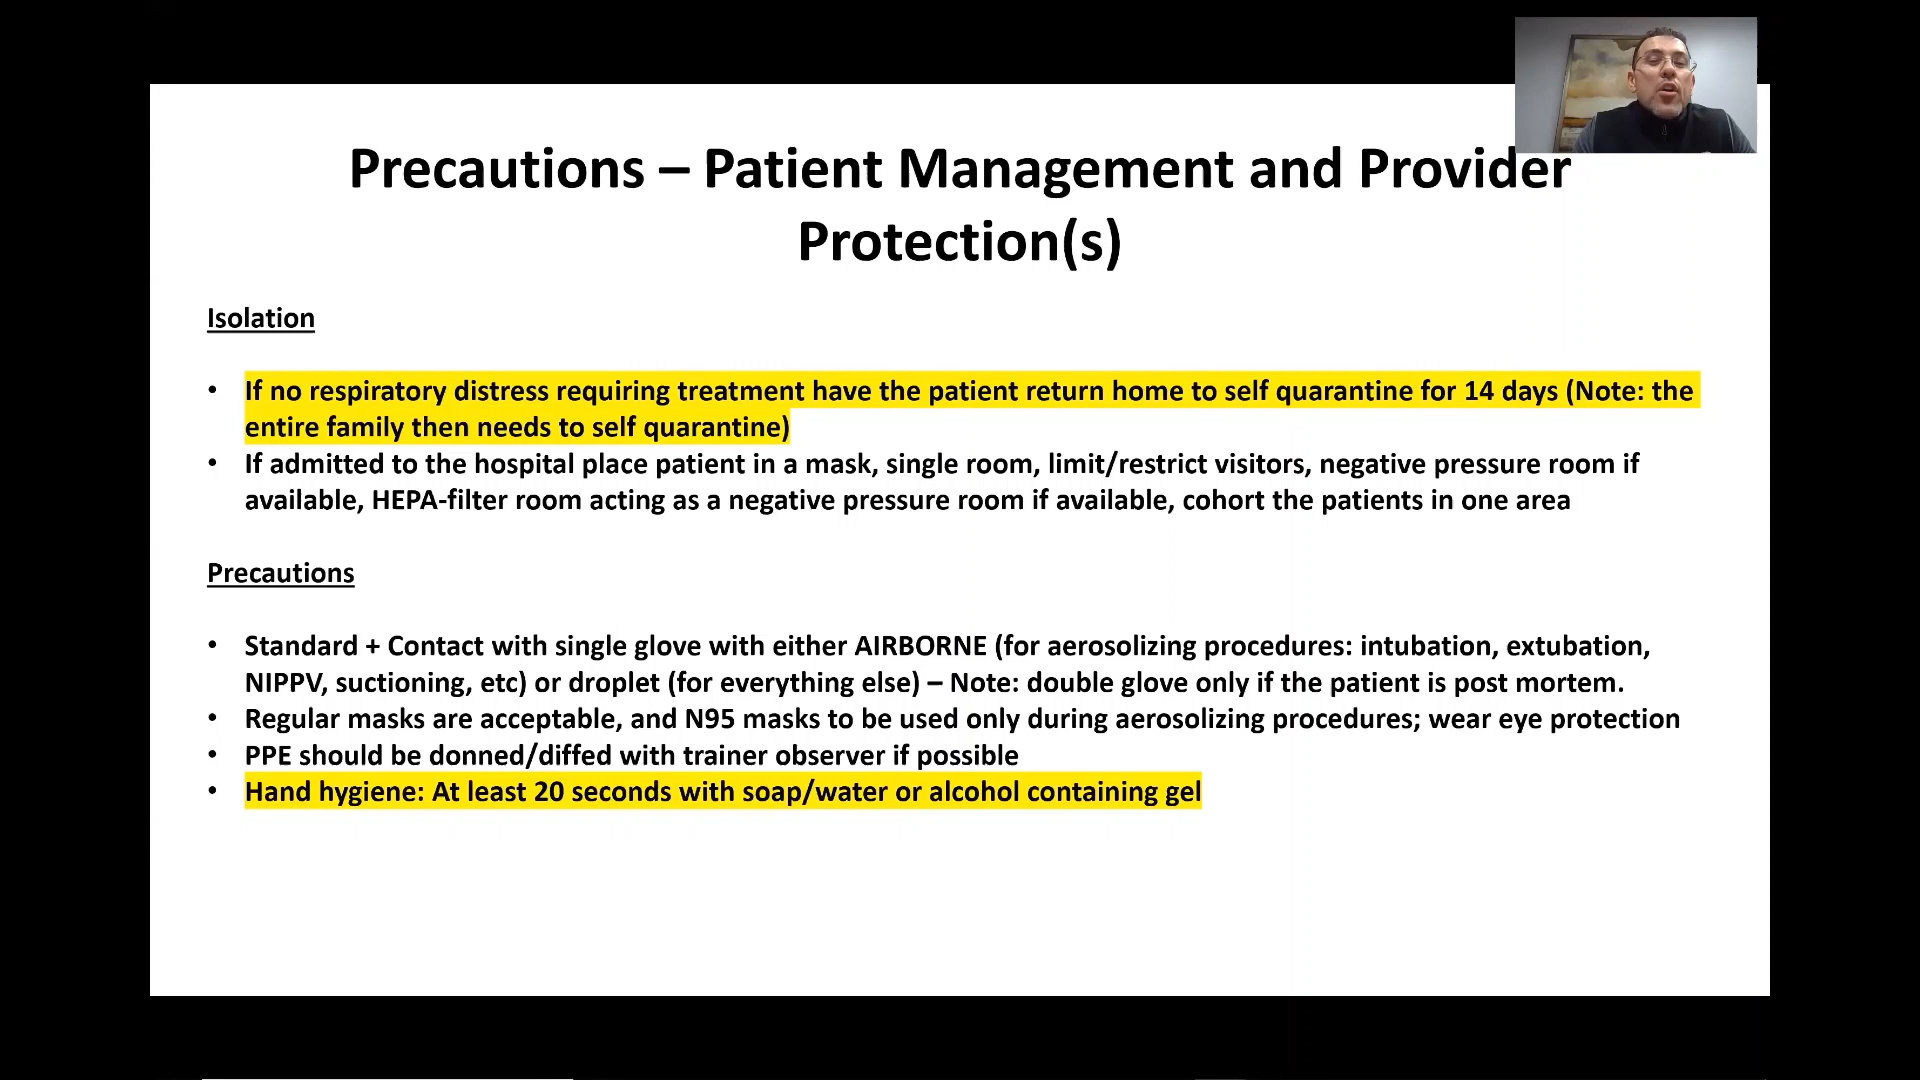 Precautions – Patient Management and Provider
Protection(s)
Isolation
• If no respiratory distress requiring treatment have the patient return home to self quarantine for 14 days (Note: the
entire family then needs to self quarantine)
• If admitted to the hospital place patient in a mask, single room, limit/restrict visitors, negative pressure room if
available, HEPA-filter room acting as a negative pressure room if available, cohort the patients in one area
Precautions
• Standard + Contact with single glove with either AIRBORNE (for aerosolizing procedures: intubation, extubation,
NIPPV, suctioning, etc) or droplet (for everything else) – Note: double glove only if the patient is post mortem.
• Regular masks are acceptable, and N95 masks to be used only during aerosolizing procedures; wear eye protection
• PPE should be donned/diffed with trainer observer if possible
• Hand hygiene: At least 20 seconds with soap/water or alcohol containing gel